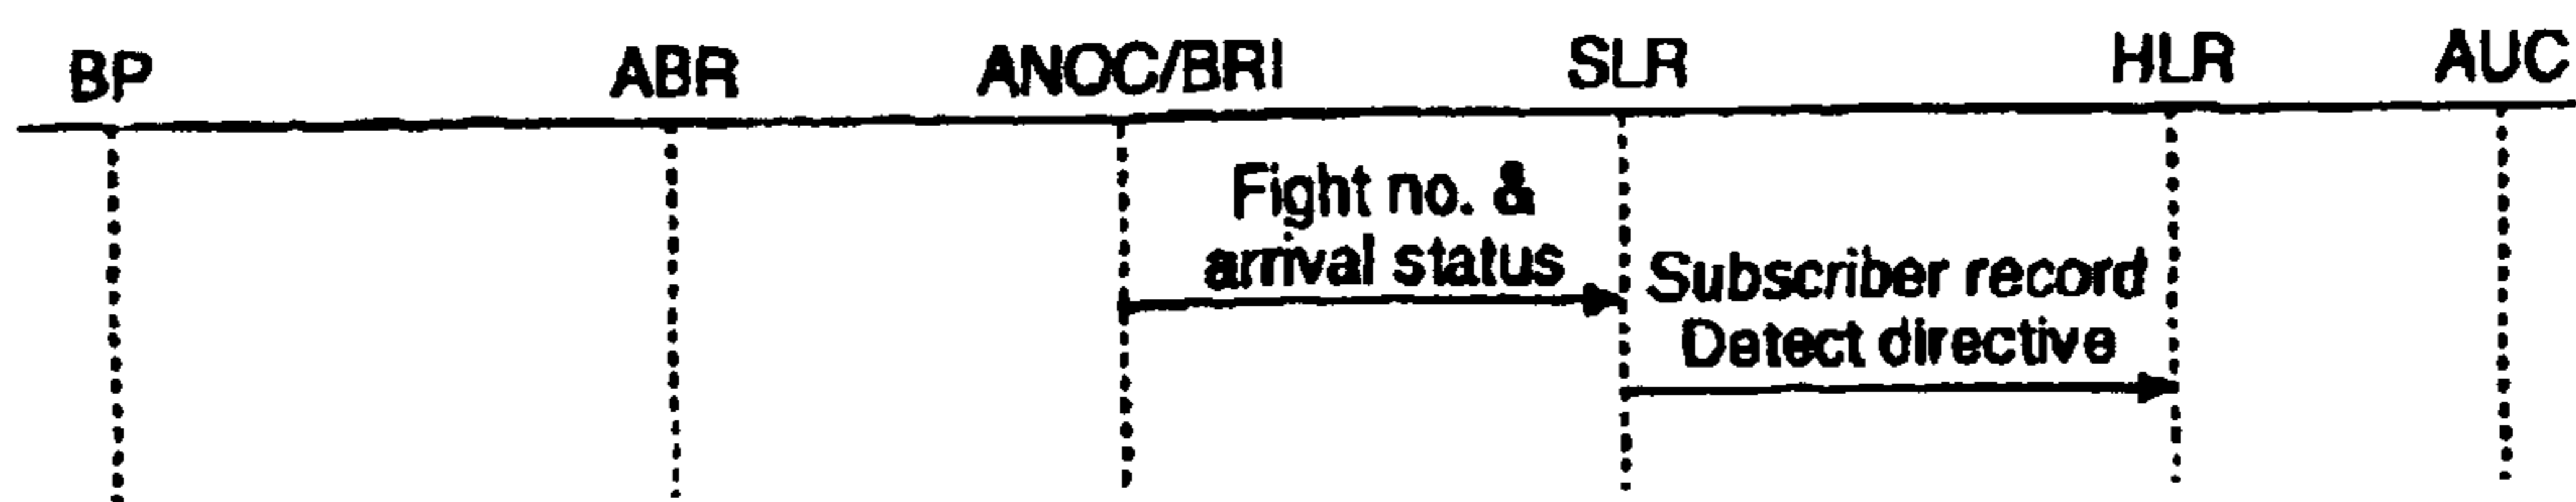 BP ABR ANOC/BRI SLR HLR AUC
Fight no. &
arrival status
Subscriber record
Detect directive